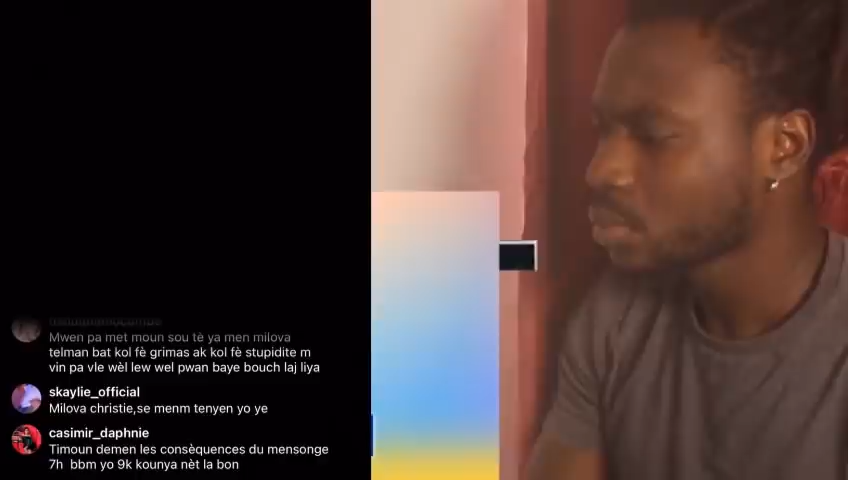 Mwen pa met moun sou tè ya men milova
telman bat kol fè grimas ak kol fè stupidite m
vin pa vle wèl lew wel pwan baye bouch laj liya
skaylie_official
Milova christie,se menm tenyen yo ye
casimir_daphnie
Timoun demen les consèquences du mensonge
7h bbm yo 9k kounya nèt la bon